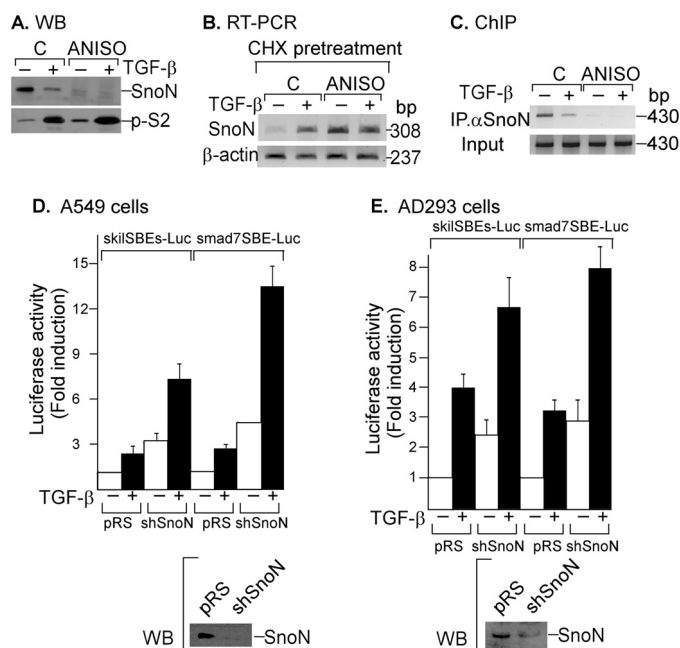 A. WB
C ANISO
− + − + TGF-β
SnoN
p-S2
B. RT-PCR
CHX pretreatment
C ANISO
TGF-β − + − + bp
SnoN 308
β-actin 237
C. ChIP
C ANISO
TGF-β − + − + bp
IP.αSnoN 430
Input 430
D. A549 cells
skilSBEs-Luc smad7SBE-Luc
Luciferase activity
(Fold induction)
15
12
9
6
3
TGF-β − + − + − + − +
pRS shSnoN pRS shSnoN
pRS shSnoN
WB SnoN
E. AD293 cells
skilSBEs-Luc smad7SBE-Luc
Luciferase activity
(Fold induction)
8
7
6
5
4
3
2
1
TGF-β − + − + − + − +
pRS shSnoN pRS shSnoN
pRS shSnoN
WB SnoN